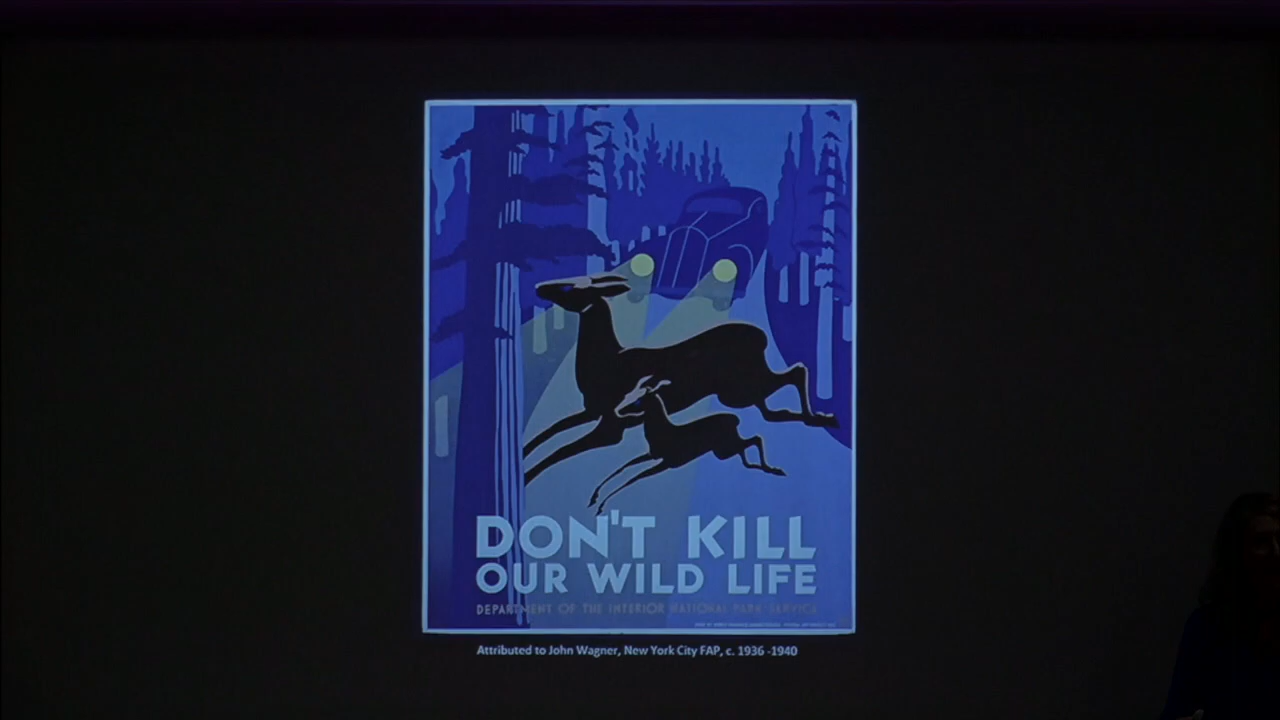 DON'T KILL
OUR WILD LIFE
DEPARTMENT OF THE INTERIOR NATIONAL PARK SERVICE
Attributed to John Wagner, New York City FAP, c. 1936 -1940